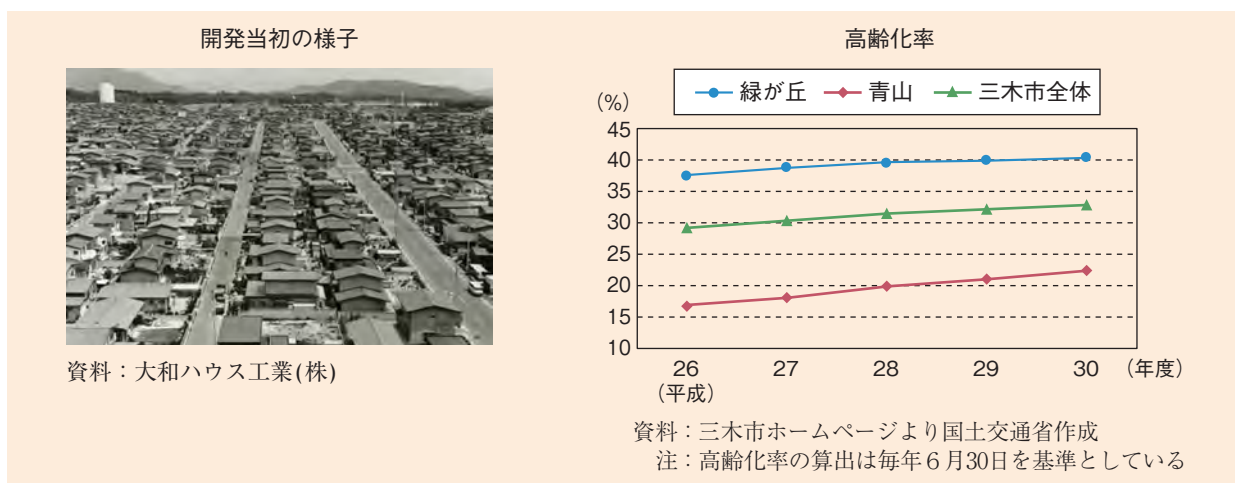 開発当初の様子
資料：大和ハウス工業(株)
高齢化率
緑が丘 青山 三木市全体
(%)
45
40
35
30
25
20
15
10
26 27 28 29 30 (年度)
(平成)
資料：三木市ホームページより国土交通省作成
注：高齢化率の算出は毎年６月30日を基準としている